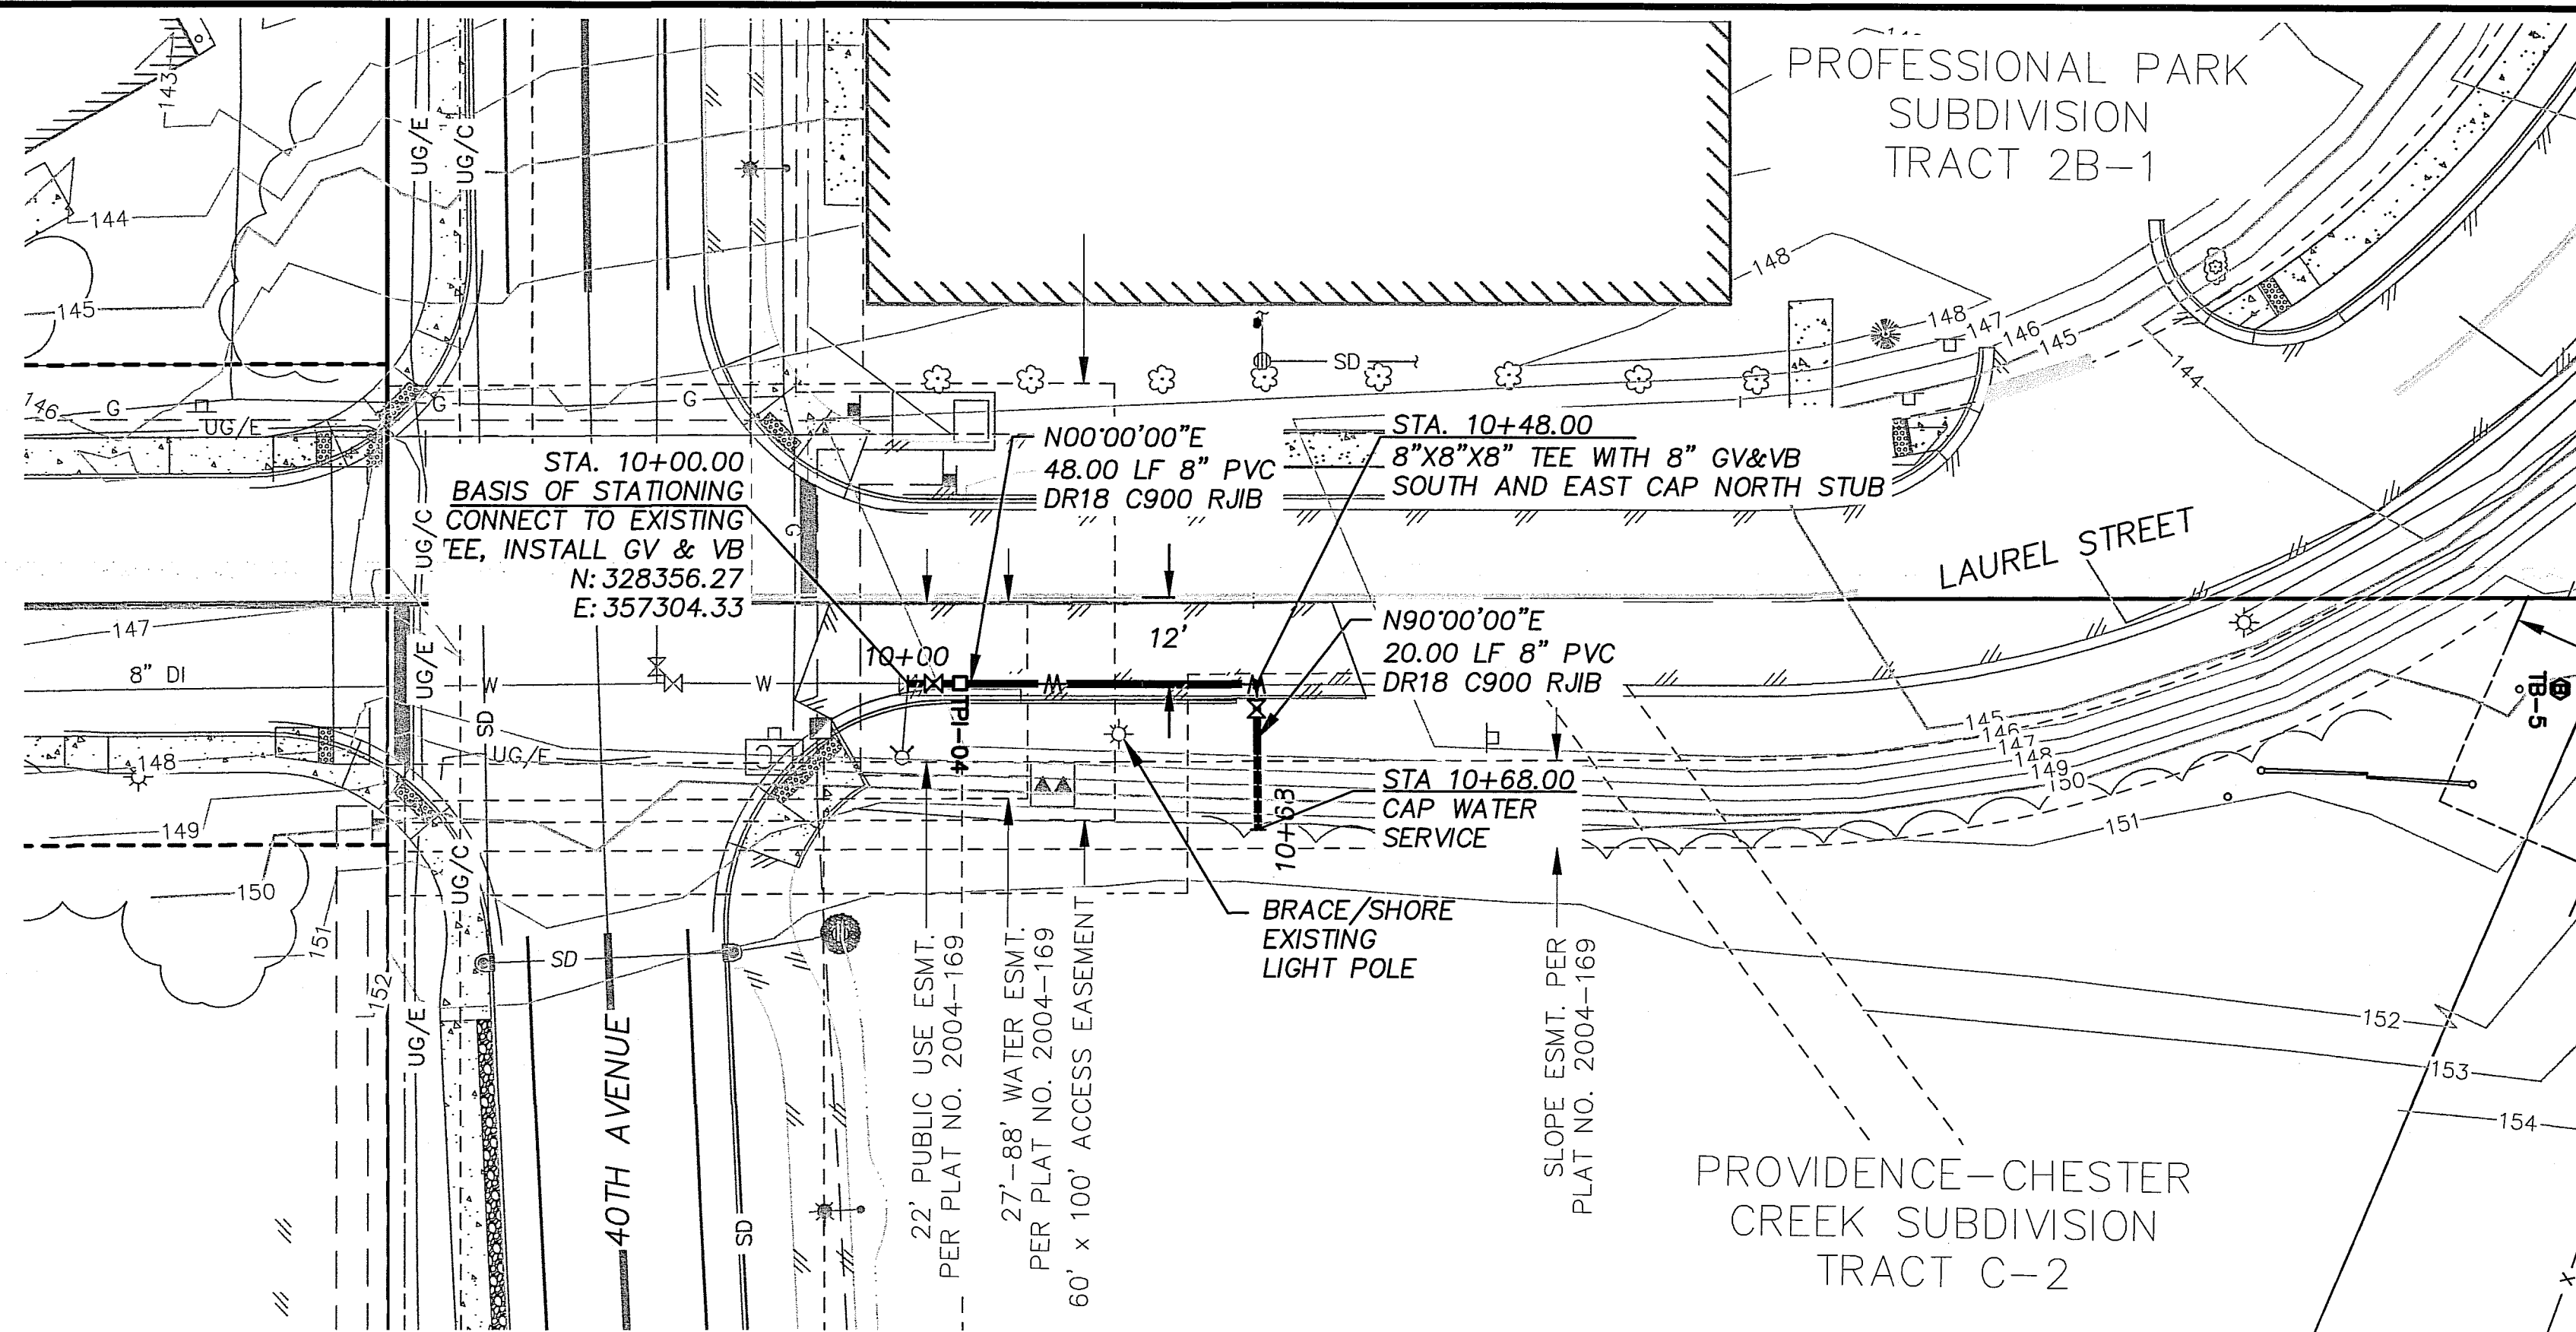 PROFESSIONAL PARK
SUBDIVISION
TRACT 2B-1
143
144
145
146
UG/E
UG/C
G
G
G
UG/E
148
SD
148
147
146
145
144
STA. 10+00.00
BASIS OF STATIONING
CONNECT TO EXISTING
TEE, INSTALL GV & VB
N: 328356.27
E: 357304.33
N00°00'00"E
48.00 LF 8" PVC
DR18 C900 RJIB
STA. 10+48.00
8"X8"X8" TEE WITH 8" GV&VB
SOUTH AND EAST CAP NORTH STUB
LAUREL STREET
UG/C
G
147
8" DI
UG/E
W
W
SD
10+00
12'
N90°00'00"E
20.00 LF 8" PVC
DR18 C900 RJIB
TPI-04
TB-5
148
UG/E
149
150
151
152
UG/C
UG/E
SD
SD
STA 10+68.00
CAP WATER
SERVICE
10+68
BRACE/SHORE
EXISTING
LIGHT POLE
145
146
147
148
149
150
151
152
153
154
40TH AVENUE
22' PUBLIC USE ESMT.
PER PLAT NO. 2004-169
27'-88' WATER ESMT.
PER PLAT NO. 2004-169
60' x 100' ACCESS EASEMENT
SLOPE ESMT. PER
PLAT NO. 2004-169
PROVIDENCE-CHESTER
CREEK SUBDIVISION
TRACT C-2
x